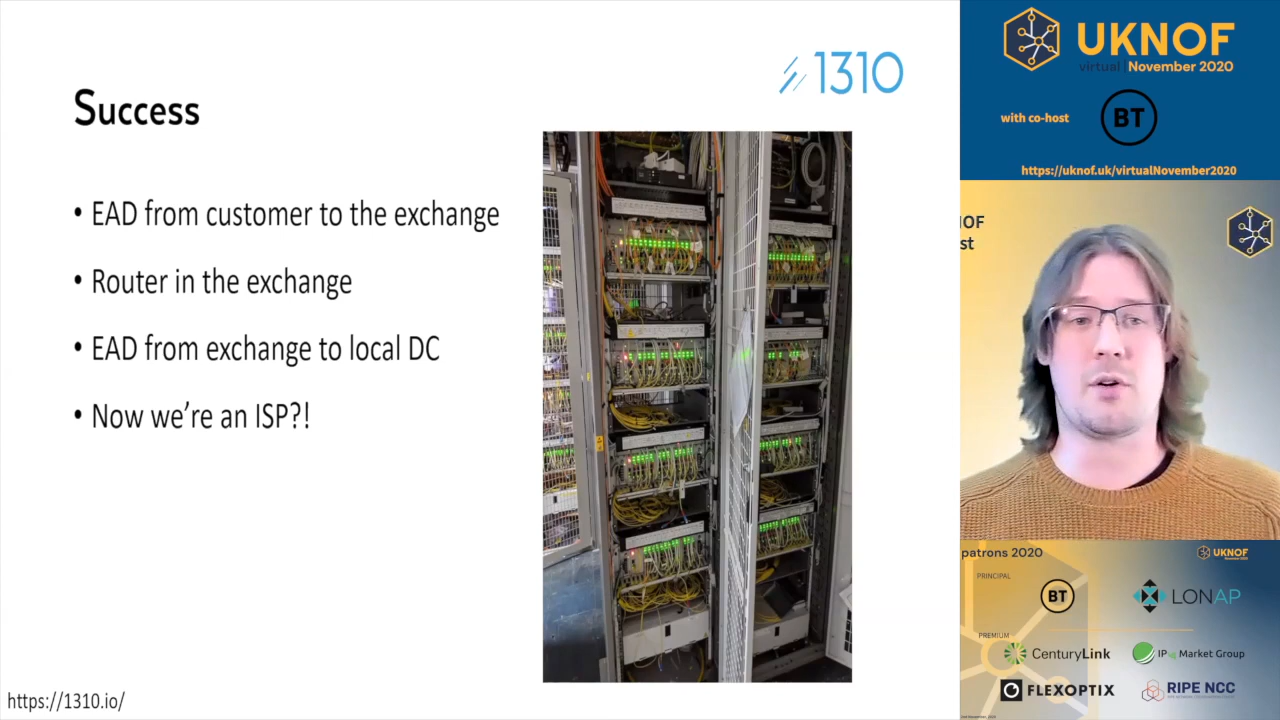 1310
Success
• EAD from customer to the exchange
• Router in the exchange
• EAD from exchange to local DC
• Now we're an ISP?!
https://1310.io/
UKNOF
virtual | November 2020
with co-host
BT
https://uknof.uk/virtualNovember2020
IOF
st
patrons 2020
UKNOF
PRINCIPAL
BT
LONAP
PREMIUM
CenturyLink
IPv4 Market Group
FLEXOPTIX
RIPE NCC